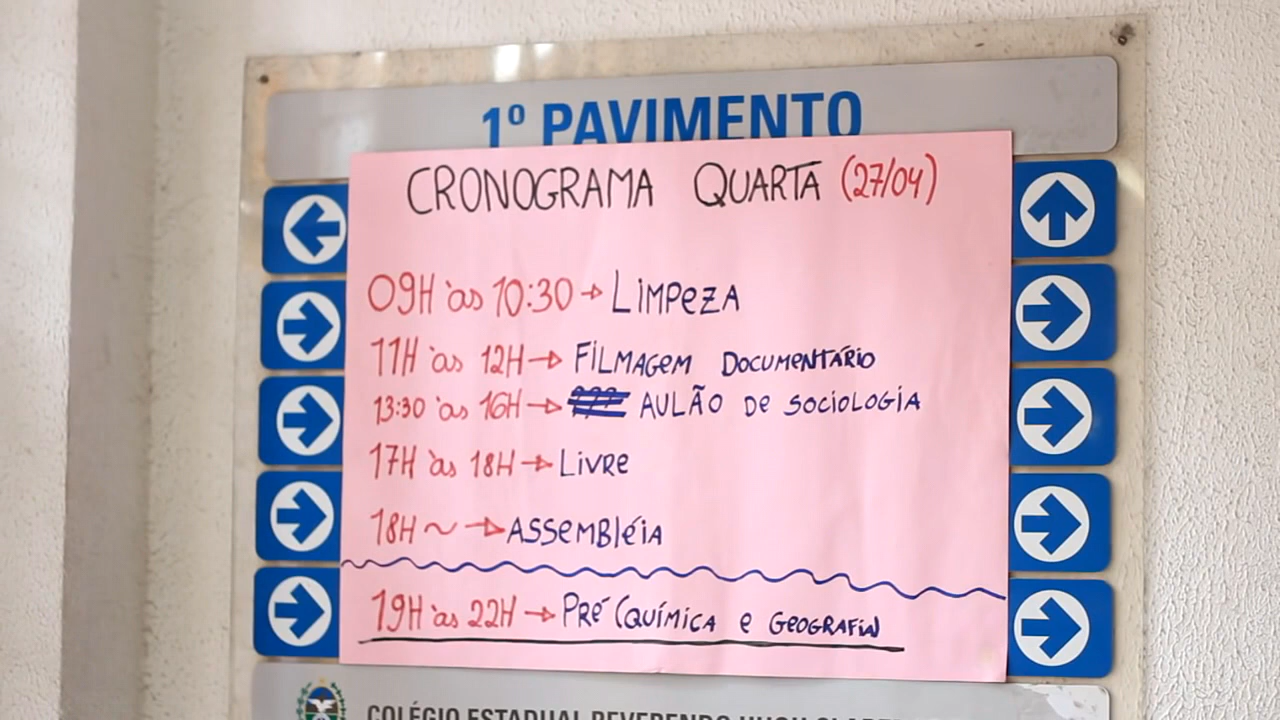 1º PAVIMENTO
CRONOGRAMA QUARTA (27/04)
09H às 10:30 → LIMPEZA
11H às 12H → FILMAGEM DOCUMENTÁRIO
13:30 às 16H → AULÃO DE SOCIOLOGIA
17H às 18H → LIVRE
18H ~ → ASSEMBLÉIA
19H às 22H → PRÉ (QUÍMICA e GEOGRAFIA)
COLÉGIO ESTADUAL REVERENDO HUGH